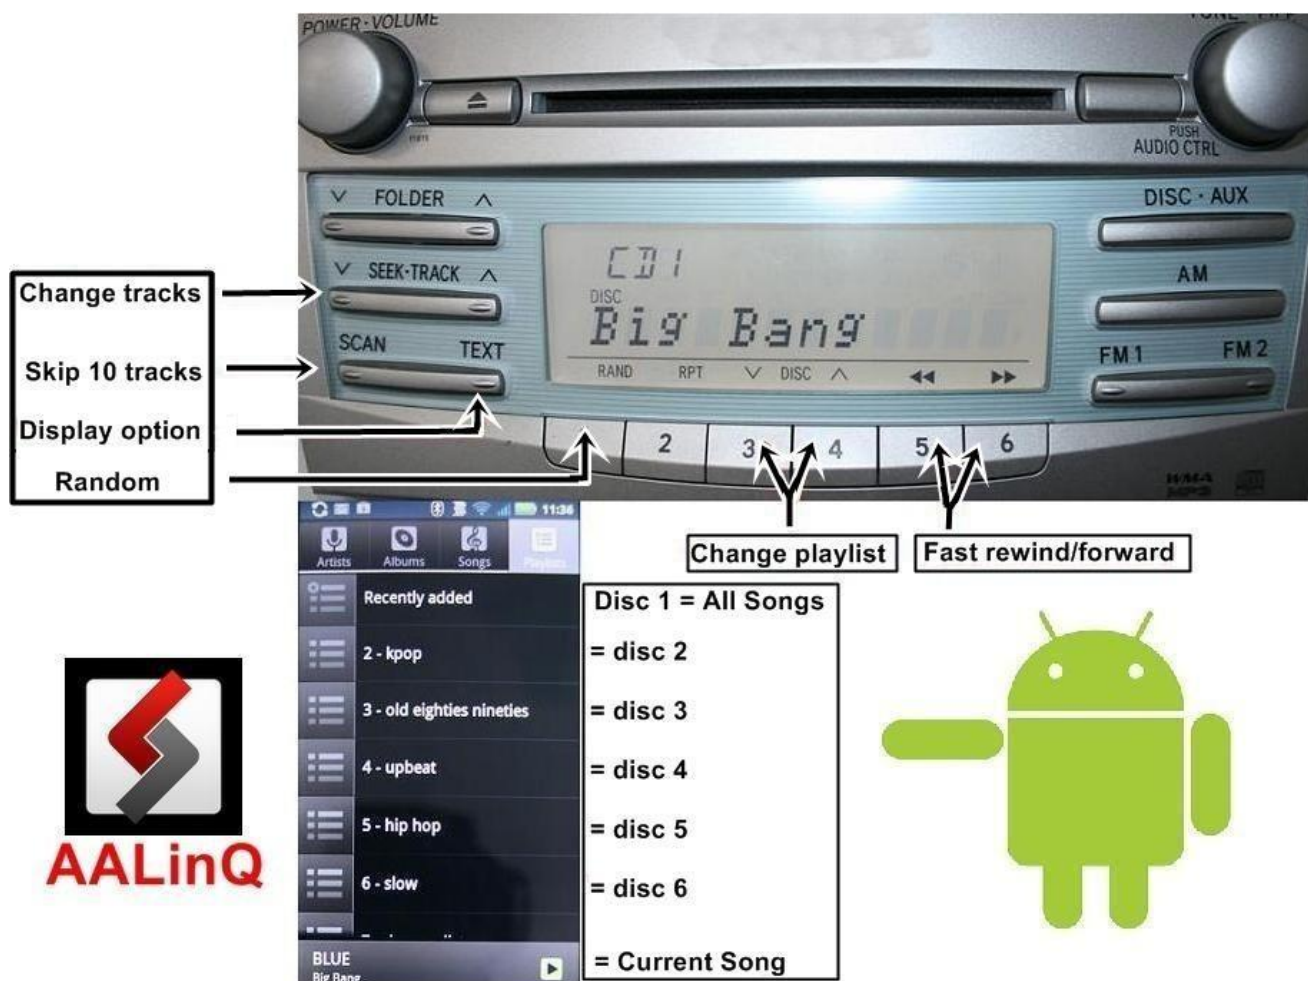 POWER·VOLUME
PUSH
AUDIO CTRL
FOLDER
DISC · AUX
SEEK·TRACK
AM
SCAN
TEXT
FM 1
FM 2
CD1
DISC
Big Bang
RAND
RPT
DISC
2
3
4
5
6
WMA
MP3
Change tracks
Skip 10 tracks
Display option
Random
Change playlist
Fast rewind/forward
11:36
Artists
Albums
Songs
Playlists
Recently added
2 - kpop
3 - old eighties nineties
4 - upbeat
5 - hip hop
6 - slow
BLUE
Big Bang
Disc 1 = All Songs
= disc 2
= disc 3
= disc 4
= disc 5
= disc 6
= Current Song
AALinQ